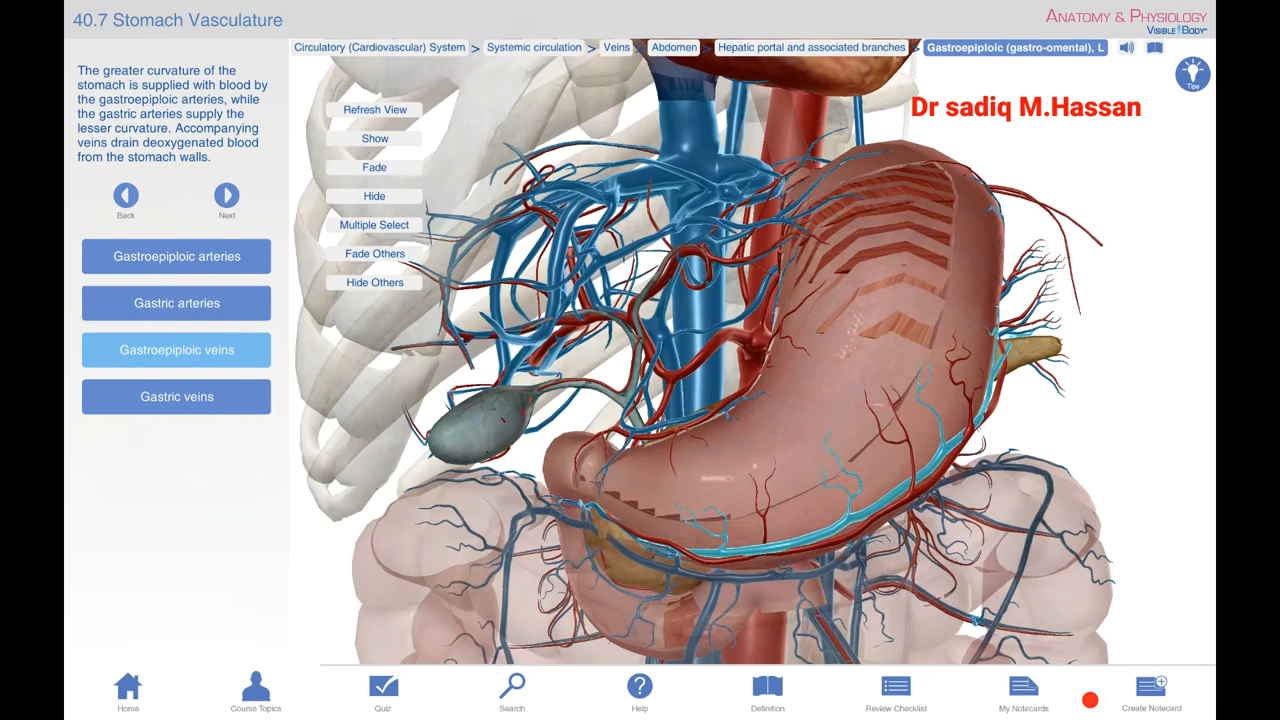 40.7 Stomach Vasculature
ANATOMY & PHYSIOLOGY
VISIBLE BODY®
Circulatory (Cardiovascular) System > Systemic circulation > Veins > Abdomen > Hepatic portal and associated branches > Gastroepiploic (gastro-omental), L
Tips
Dr sadiq M.Hassan
The greater curvature of the
stomach is supplied with blood by
the gastroepiploic arteries, while
the gastric arteries supply the
lesser curvature. Accompanying
veins drain deoxygenated blood
from the stomach walls.
Back
Next
Gastroepiploic arteries
Gastric arteries
Gastroepiploic veins
Gastric veins
Refresh View
Show
Fade
Hide
Multiple Select
Fade Others
Hide Others
Home
Course Topics
Quiz
Search
Help
Definition
Review Checklist
My Notecards
Create Notecard